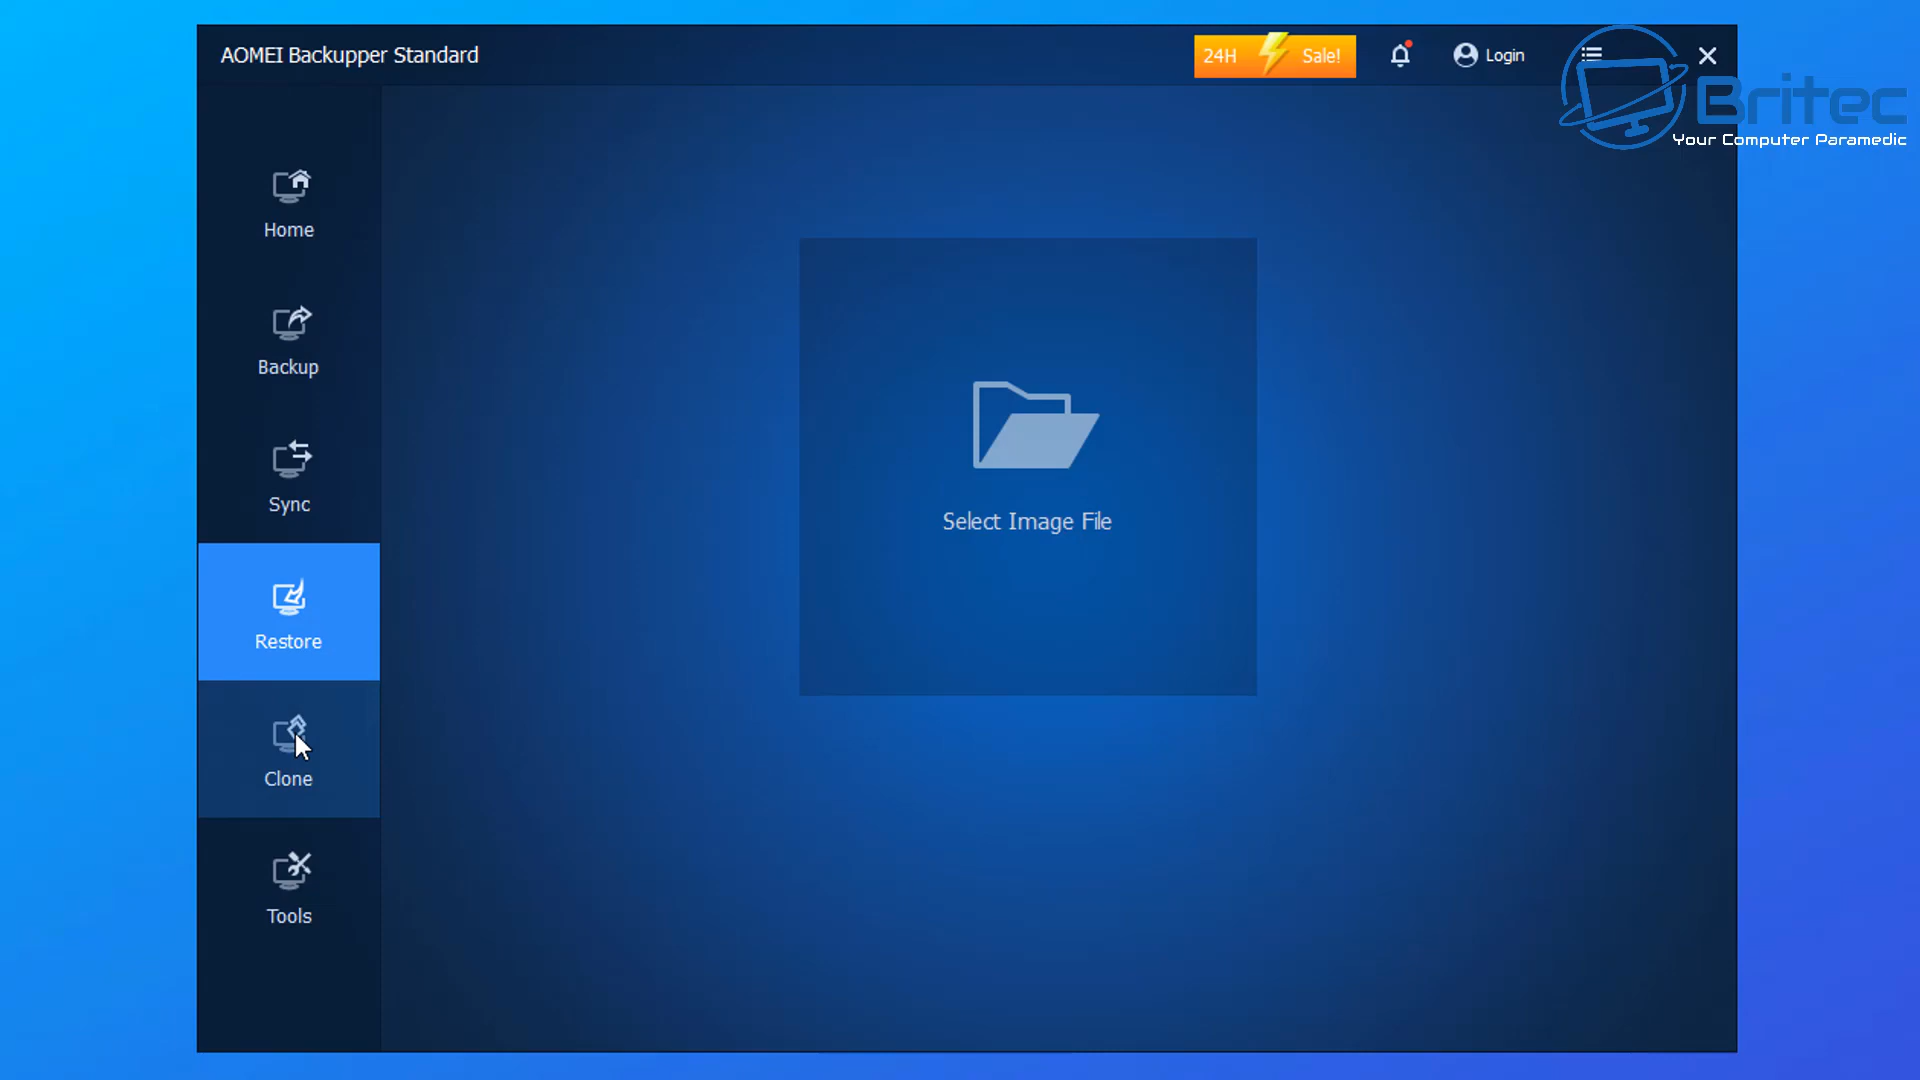 AOMEI Backupper Standard
24H Sale!
Login
Britec
Your Computer Paramedic
Home
Backup
Sync
Restore
Clone
Tools
Select Image File